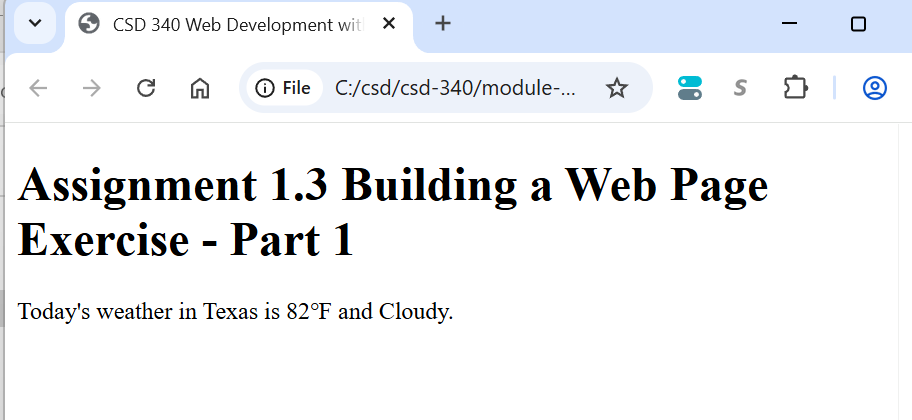 CSD 340 Web Development wit
File C:/csd/csd-340/module-...
S
Assignment 1.3 Building a Web Page
Exercise - Part 1
Today's weather in Texas is 82°F and Cloudy.